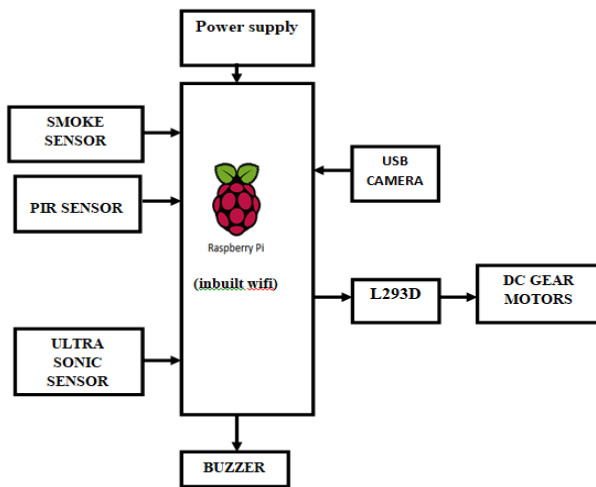 Power supply
SMOKE
SENSOR
PIR SENSOR
ULTRA
SONIC
SENSOR
Raspberry Pi
(inbuilt wifi)
USB
CAMERA
L293D
DC GEAR
MOTORS
BUZZER